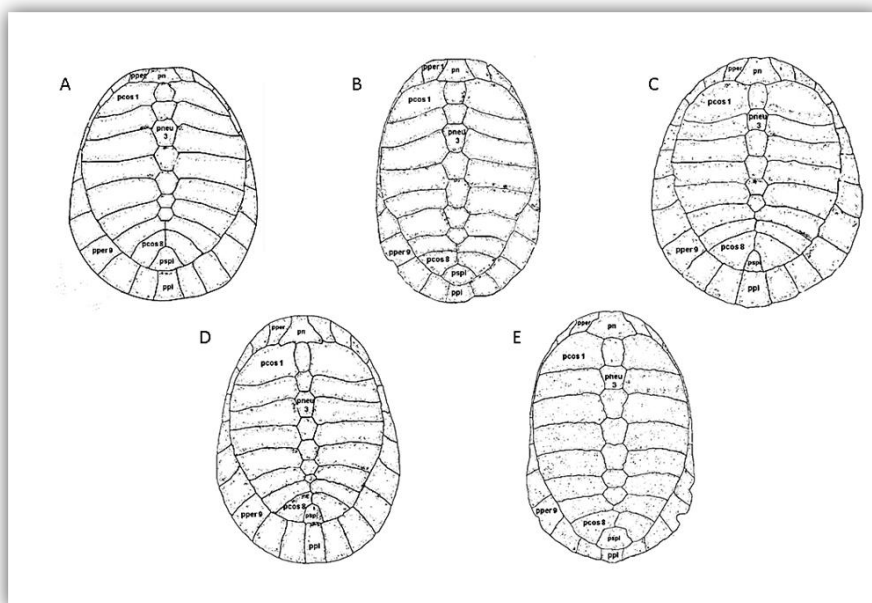 A
pper
pn
pcos 1
pneu
3
pper 9
pcos 8
pspl
ppl
B
pper 1
pn
pcos 1
pneu
3
pper 9
pcos 8
pspl
ppl
C
pper
pn
pcos 1
pneu
3
pper 9
pcos 8
pspl
ppl
D
pper
pn
pcos 1
pneu
3
pper 9
pcos 8
pspl
ppl
E
pper
pn
pcos 1
pneu
3
pper 9
pcos 8
pspl
ppl